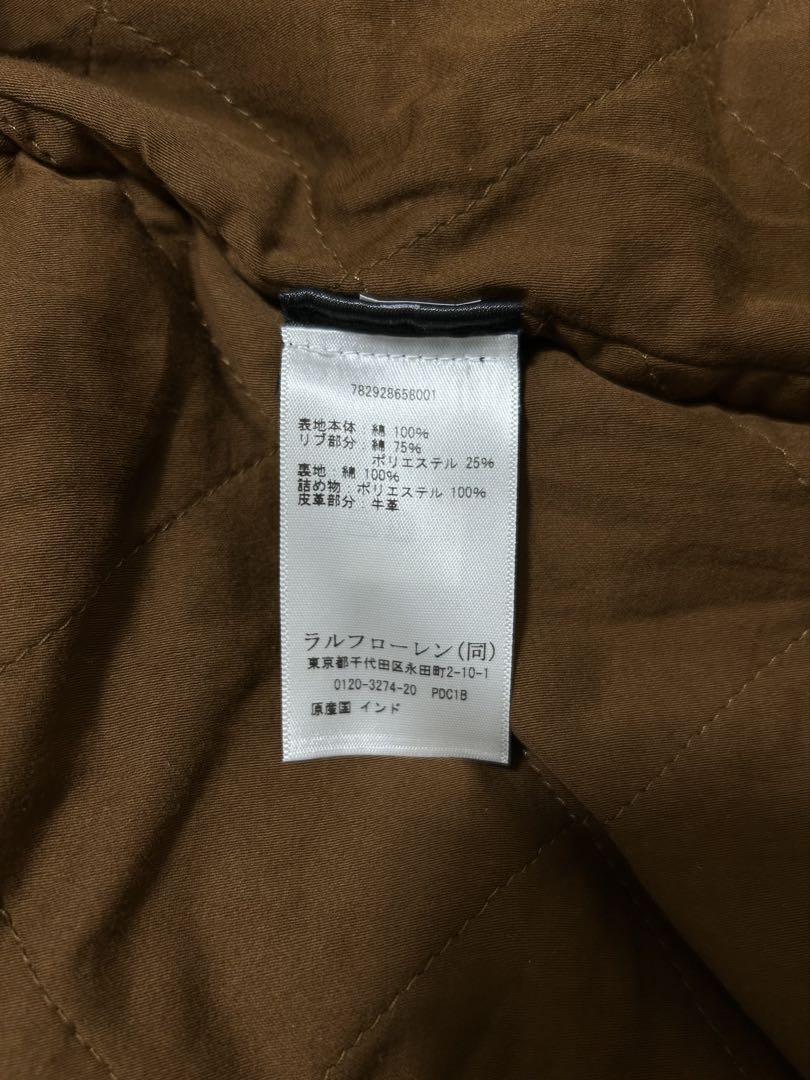 782928658001
表地本体 : 綿 100%
リブ部分 : 綿 75%
ポリエステル 25%
裏地 : 綿 100%
詰め物 : ポリエステル 100%
皮革部分 : 牛革
ラルフローレン(同)
東京都千代田区永田町2-10-1
0120-3274-20 PDC1B
原産国 インド